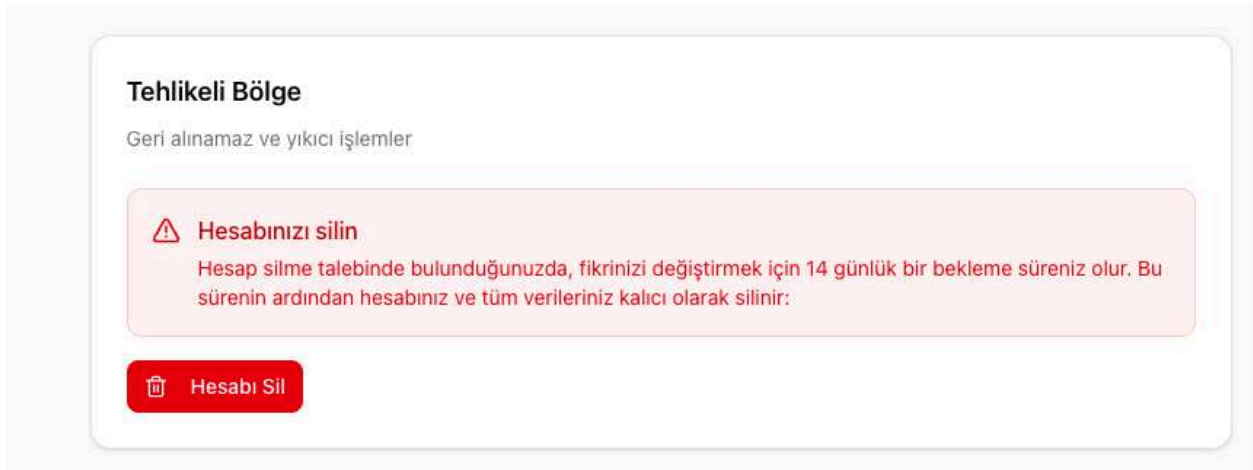 Tehlikeli Bölge
Geri alınamaz ve yıkıcı işlemler
Hesabınızı silin
Hesap silme talebinde bulunduğunuzda, fikrinizi değiştirmek için 14 günlük bir bekleme süreniz olur. Bu
sürenin ardından hesabınız ve tüm verileriniz kalıcı olarak silinir:
Hesabı Sil